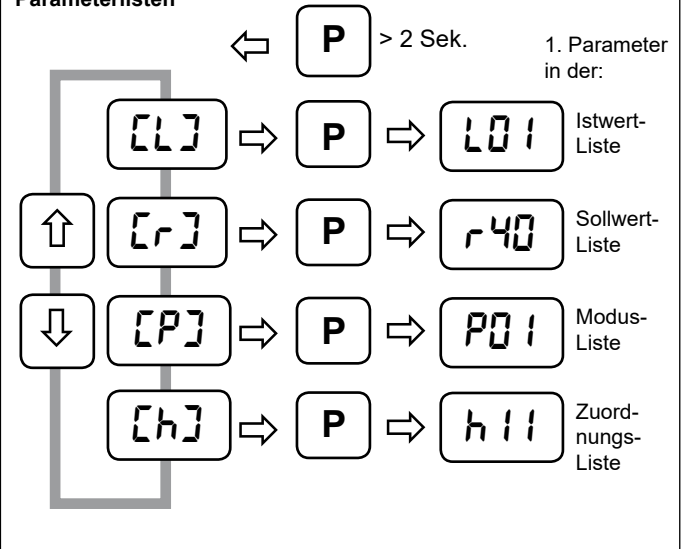 Parameterlisten
P > 2 Sek.
1. Parameter
in der:
[L] P L01 Istwert-
Liste
[r] P r40 Sollwert-
Liste
[P] P P01 Modus-
Liste
[h] P h11 Zuord-
nungs-
Liste